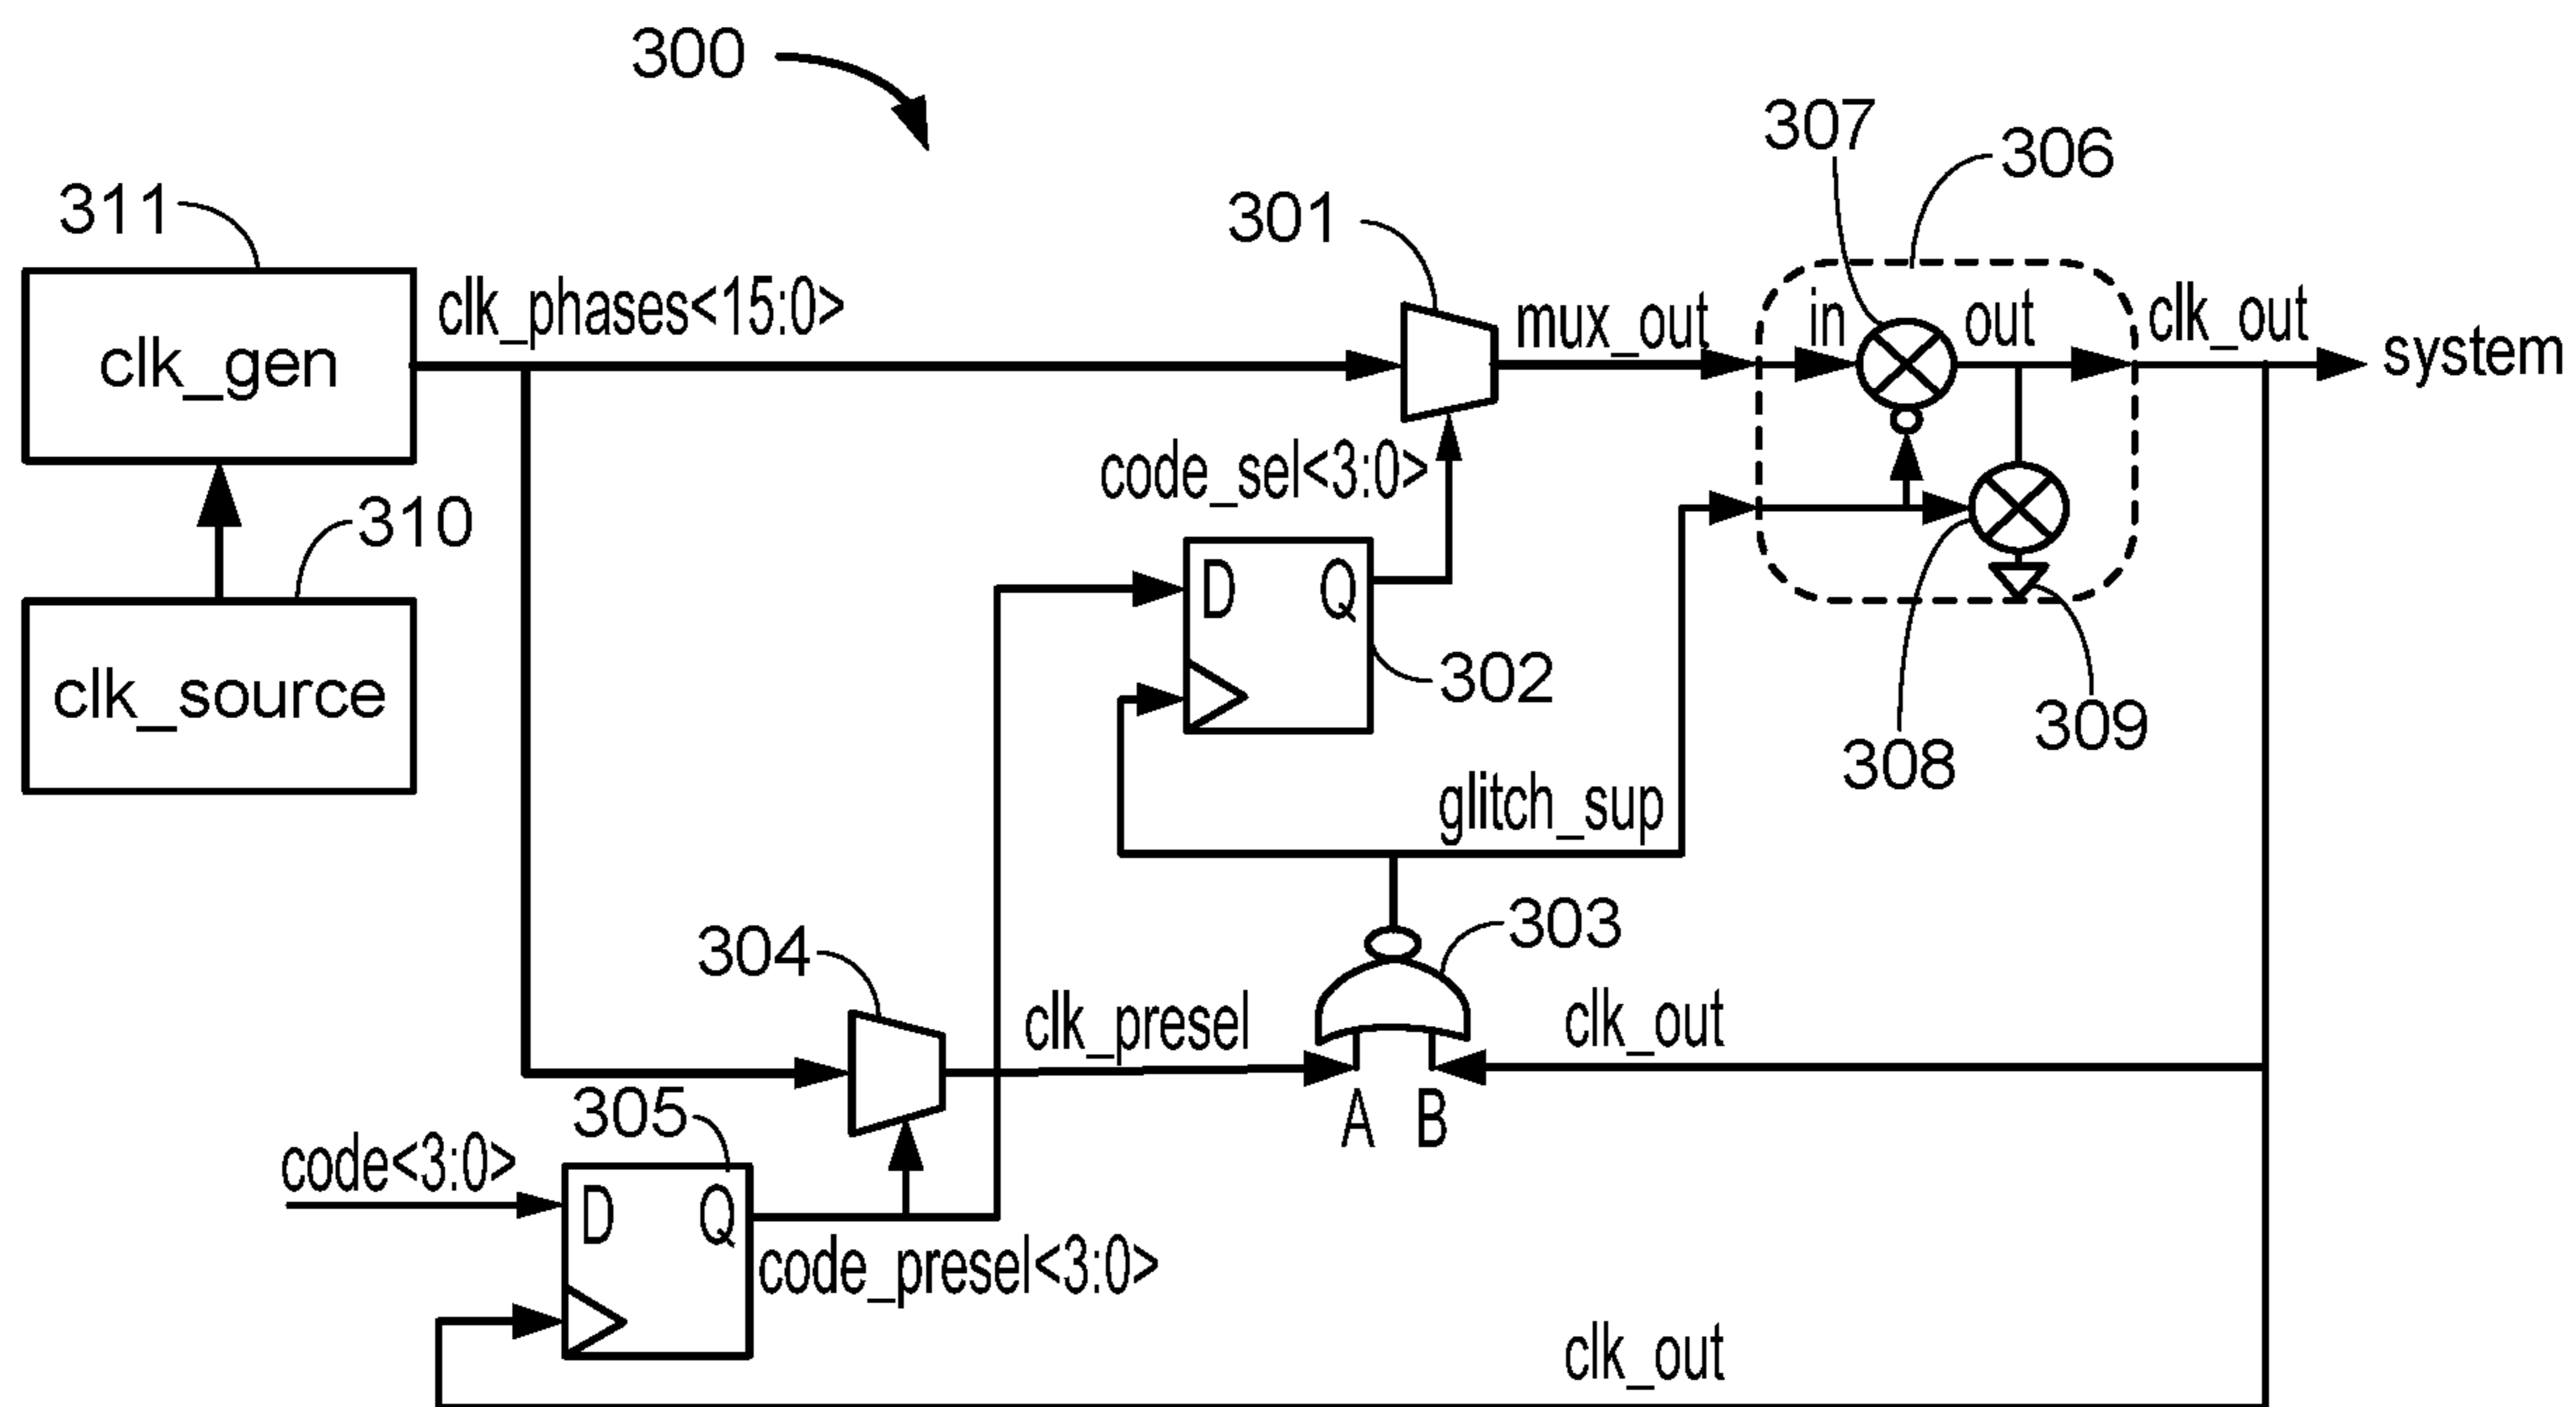 300
307
306
311
301
clk_phases<15:0>
mux_out
in
out
clk_out
system
clk_gen
code_sel<3:0>
310
D
Q
clk_source
302
308
309
glitch_sup
304
303
clk_presel
clk_out
305
A
B
code<3:0>
D
Q
code_presel<3:0>
clk_out